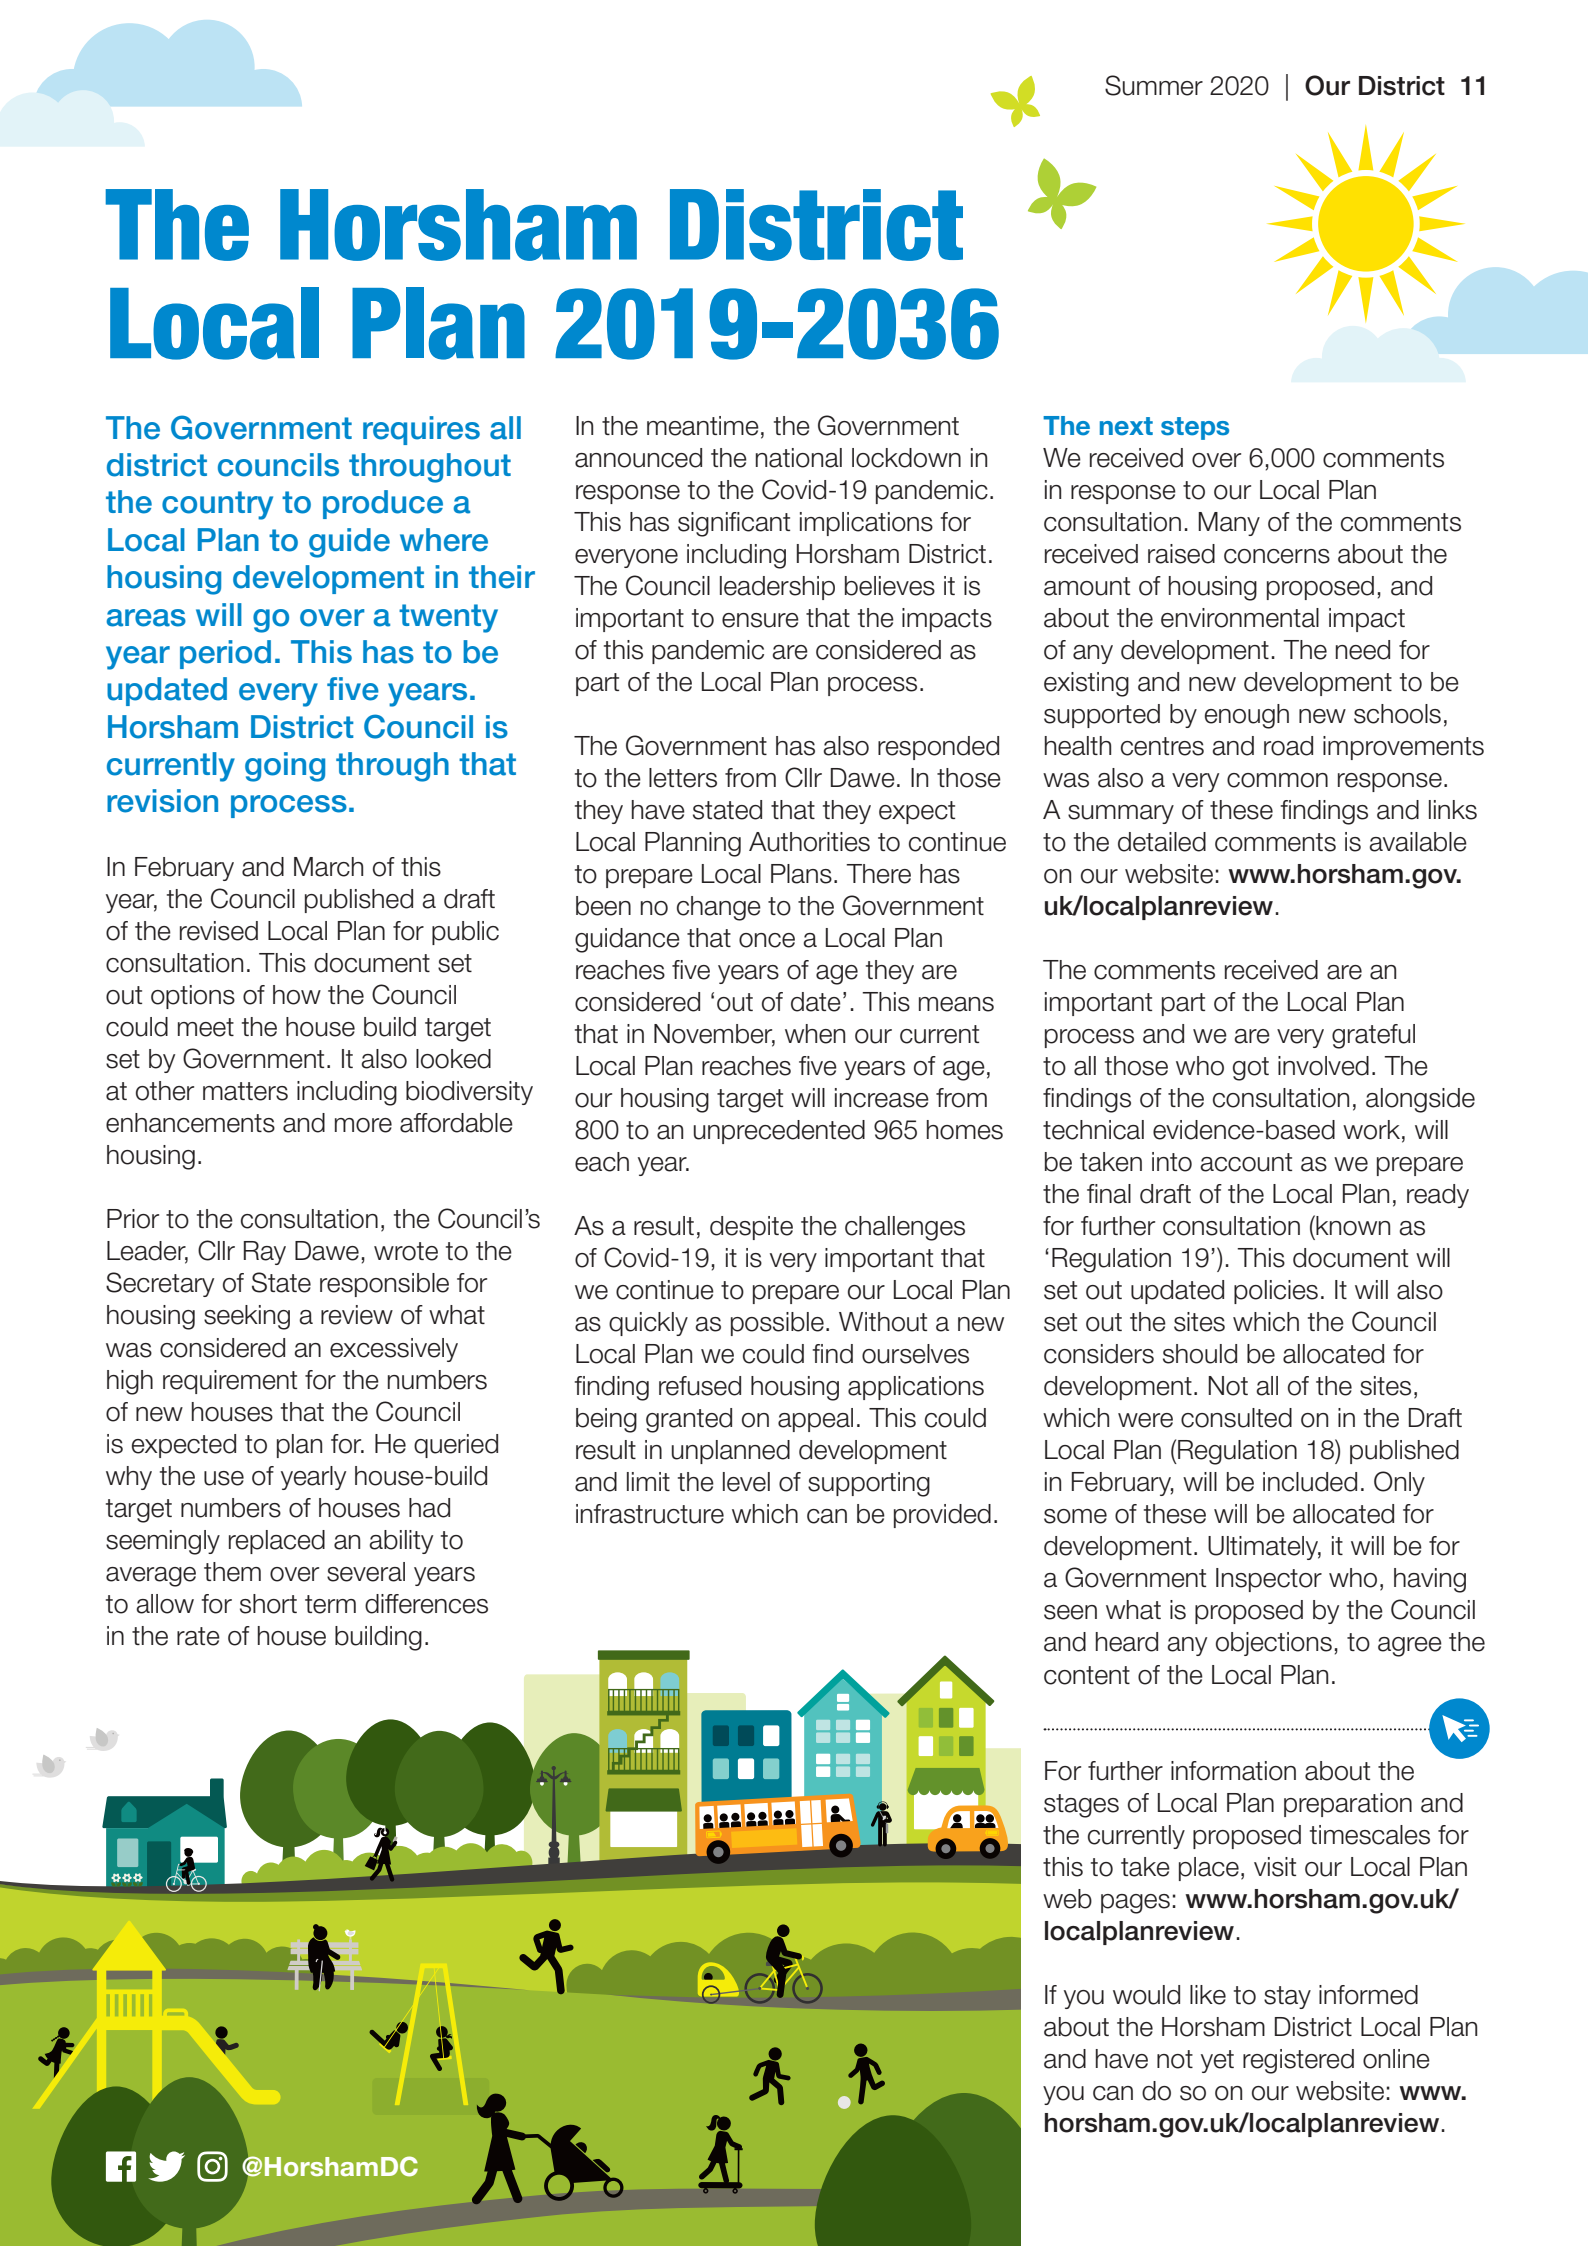 Summer 2020 | Our District 11
The Horsham District
Local Plan 2019-2036
The Government requires all
district councils throughout
the country to produce a
Local Plan to guide where
housing development in their
areas will go over a twenty
year period. This has to be
updated every five years.
Horsham District Council is
currently going through that
revision process.
In February and March of this
year, the Council published a draft
of the revised Local Plan for public
consultation. This document set
out options of how the Council
could meet the house build target
set by Government. It also looked
at other matters including biodiversity
enhancements and more affordable
housing.
Prior to the consultation, the Council’s
Leader, Cllr Ray Dawe, wrote to the
Secretary of State responsible for
housing seeking a review of what
was considered an excessively
high requirement for the numbers
of new houses that the Council
is expected to plan for. He queried
why the use of yearly house-build
target numbers of houses had
seemingly replaced an ability to
average them over several years
to allow for short term differences
in the rate of house building.
In the meantime, the Government
announced the national lockdown in
response to the Covid-19 pandemic.
This has significant implications for
everyone including Horsham District.
The Council leadership believes it is
important to ensure that the impacts
of this pandemic are considered as
part of the Local Plan process.
The Government has also responded
to the letters from Cllr Dawe. In those
they have stated that they expect
Local Planning Authorities to continue
to prepare Local Plans. There has
been no change to the Government
guidance that once a Local Plan
reaches five years of age they are
considered ‘out of date’. This means
that in November, when our current
Local Plan reaches five years of age,
our housing target will increase from
800 to an unprecedented 965 homes
each year.
As a result, despite the challenges
of Covid-19, it is very important that
we continue to prepare our Local Plan
as quickly as possible. Without a new
Local Plan we could find ourselves
finding refused housing applications
being granted on appeal. This could
result in unplanned development
and limit the level of supporting
infrastructure which can be provided.
The next steps
We received over 6,000 comments
in response to our Local Plan
consultation. Many of the comments
received raised concerns about the
amount of housing proposed, and
about the environmental impact
of any development. The need for
existing and new development to be
supported by enough new schools,
health centres and road improvements
was also a very common response.
A summary of these findings and links
to the detailed comments is available
on our website: www.horsham.gov.
uk/localplanreview.
The comments received are an
important part of the Local Plan
process and we are very grateful
to all those who got involved. The
findings of the consultation, alongside
technical evidence-based work, will
be taken into account as we prepare
the final draft of the Local Plan, ready
for further consultation (known as
‘Regulation 19’). This document will
set out updated policies. It will also
set out the sites which the Council
considers should be allocated for
development. Not all of the sites,
which were consulted on in the Draft
Local Plan (Regulation 18) published
in February, will be included. Only
some of these will be allocated for
development. Ultimately, it will be for
a Government Inspector who, having
seen what is proposed by the Council
and heard any objections, to agree the
content of the Local Plan.
For further information about the
stages of Local Plan preparation and
the currently proposed timescales for
this to take place, visit our Local Plan
web pages: www.horsham.gov.uk/
localplanreview.
If you would like to stay informed
about the Horsham District Local Plan
and have not yet registered online
you can do so on our website: www.
horsham.gov.uk/localplanreview.
@HorshamDC